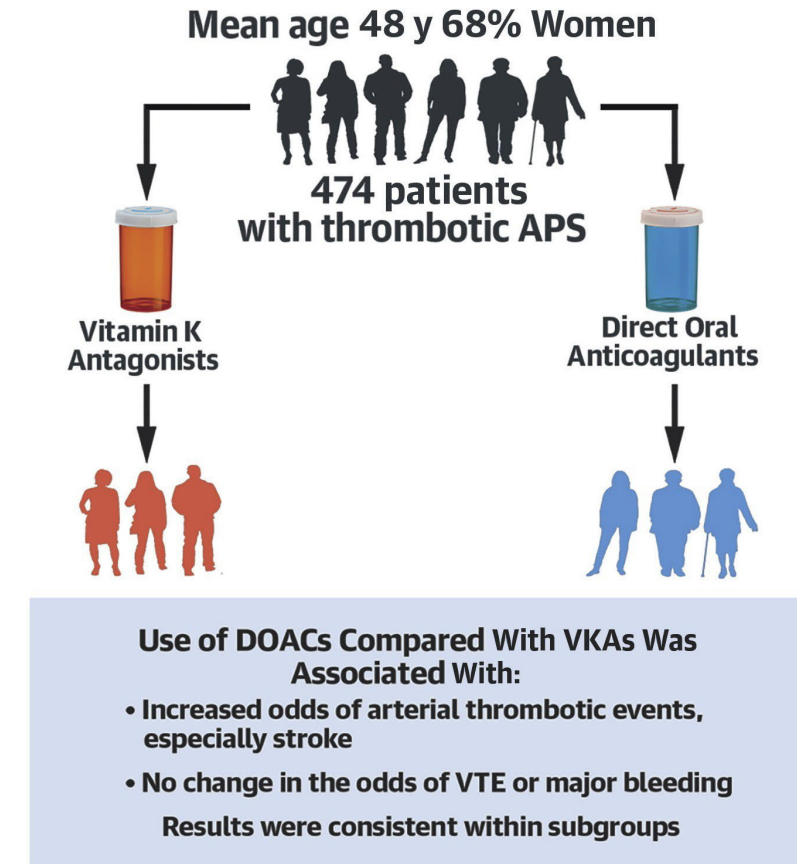 Mean age 48 y 68% Women
474 patients
with thrombotic APS
Vitamin K
Antagonists
Direct Oral
Anticoagulants
Use of DOACs Compared With VKAs Was
Associated With:
• Increased odds of arterial thrombotic events,
especially stroke
• No change in the odds of VTE or major bleeding
Results were consistent within subgroups